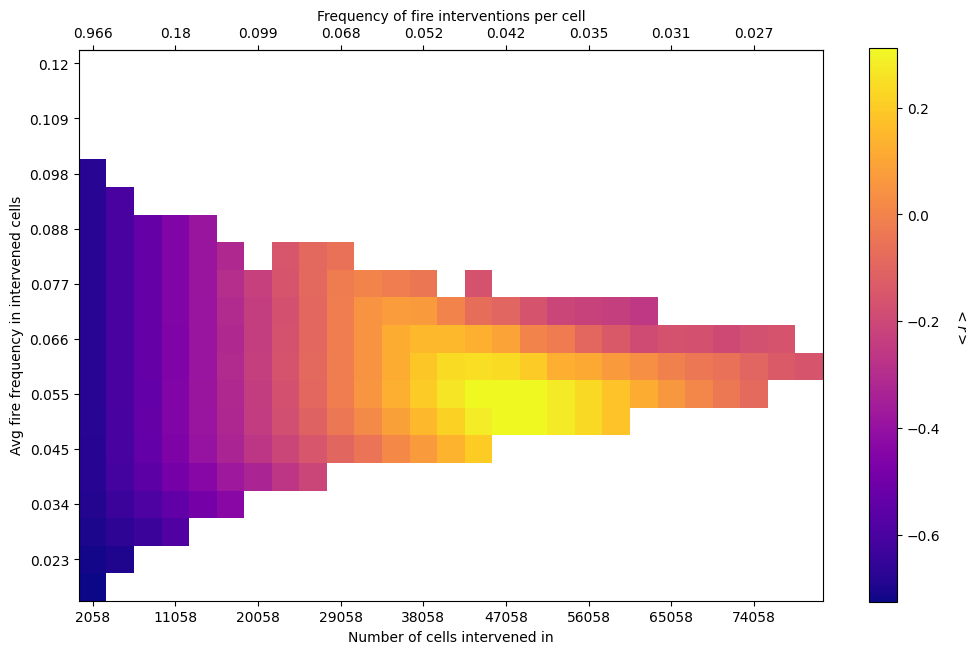 Frequency of fire interventions per cell
0.966 0.18 0.099 0.068 0.052 0.042 0.035 0.031 0.027
0.12
0.109
0.098
0.088
0.077
0.066
0.055
0.045
0.034
0.023
Avg fire frequency in intervened cells
2058 11058 20058 29058 38058 47058 56058 65058 74058
Number of cells intervened in
0.2
0.0
−0.2
−0.4
−0.6
< r >